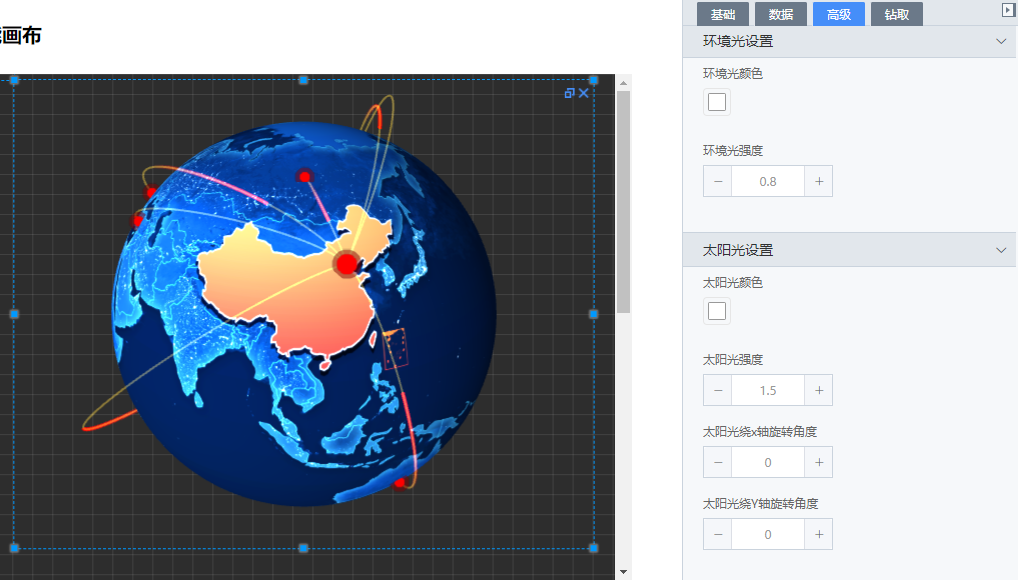 画布
基础
数据
高级
钻取
环境光设置
环境光颜色
环境光强度
− 0.8 +
太阳光设置
太阳光颜色
太阳光强度
− 1.5 +
太阳光绕x轴旋转角度
− 0 +
太阳光绕Y轴旋转角度
− 0 +